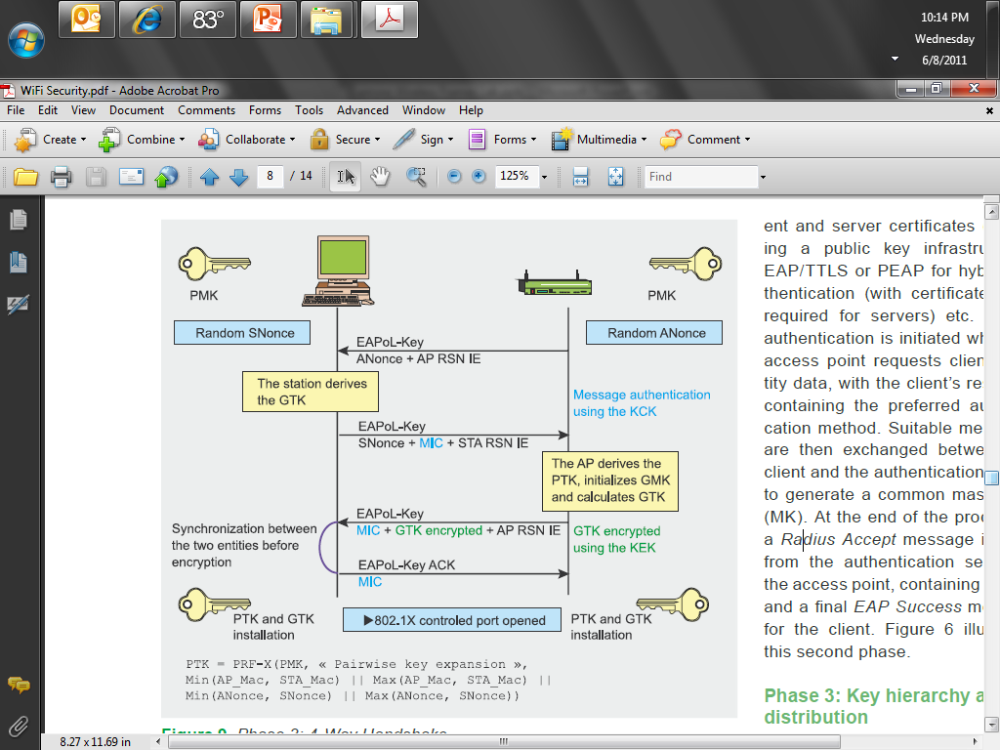 83°
10:14 PM
Wednesday
6/8/2011
WiFi Security.pdf - Adobe Acrobat Pro
File Edit View Document Comments Forms Tools Advanced Window Help
Create Combine Collaborate Secure Sign Forms Multimedia Comment
8 / 14 125% Find
PMK
PMK
Random SNonce
Random ANonce
EAPoL-Key
ANonce + AP RSN IE
The station derives
the GTK
Message authentication
using the KCK
EAPoL-Key
SNonce + MIC + STA RSN IE
The AP derives the
PTK, initializes GMK
and calculates GTK
EAPoL-Key
MIC + GTK encrypted + AP RSN IE
GTK encrypted
using the KEK
Synchronization between
the two entities before
encryption
EAPoL-Key ACK
MIC
PTK and GTK
installation
▶802.1X controled port opened
PTK and GTK
installation
PTK = PRF-X(PMK, « Pairwise key expansion »,
Min(AP_Mac, STA_Mac) || Max(AP_Mac, STA_Mac) ||
Min(ANonce, SNonce) || Max(ANonce, SNonce))
Figure 9. Phase 3: 4-Way Handshake
ent and server certificates
ing a public key infrastru
EAP/TTLS or PEAP for hyb
thentication (with certificate
required for servers) etc.
authentication is initiated wh
access point requests clien
tity data, with the client's re
containing the preferred au
cation method. Suitable me
are then exchanged betwe
client and the authentication
to generate a common mas
(MK). At the end of the proc
a Radius Accept message i
from the authentication se
the access point, containing
and a final EAP Success m
for the client. Figure 6 illu
this second phase.
Phase 3: Key hierarchy a
distribution
8.27 x 11.69 in